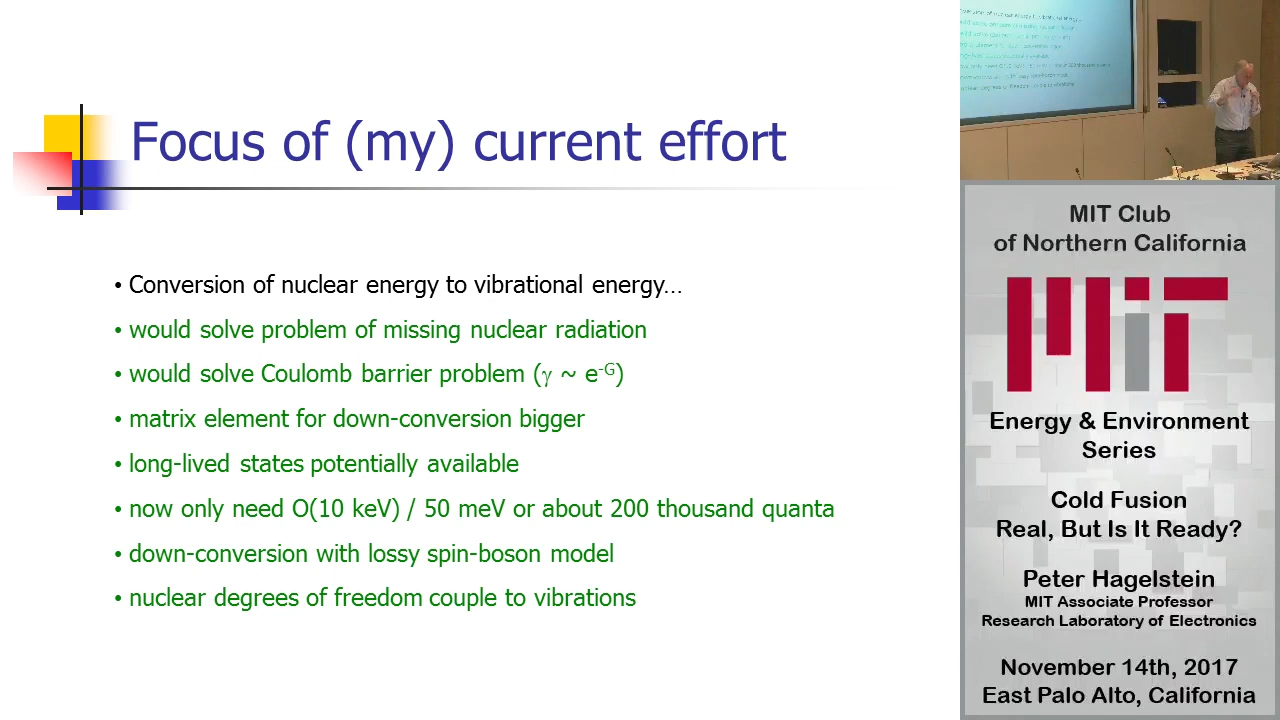 Focus of (my) current effort
• Conversion of nuclear energy to vibrational energy…
• would solve problem of missing nuclear radiation
• would solve Coulomb barrier problem (γ ~ e⁻ᴳ)
• matrix element for down-conversion bigger
• long-lived states potentially available
• now only need O(10 keV) / 50 meV or about 200 thousand quanta
• down-conversion with lossy spin-boson model
• nuclear degrees of freedom couple to vibrations
MIT Club
of Northern California
MIT
Energy & Environment
Series
Cold Fusion
Real, But Is It Ready?
Peter Hagelstein
MIT Associate Professor
Research Laboratory of Electronics
November 14th, 2017
East Palo Alto, California